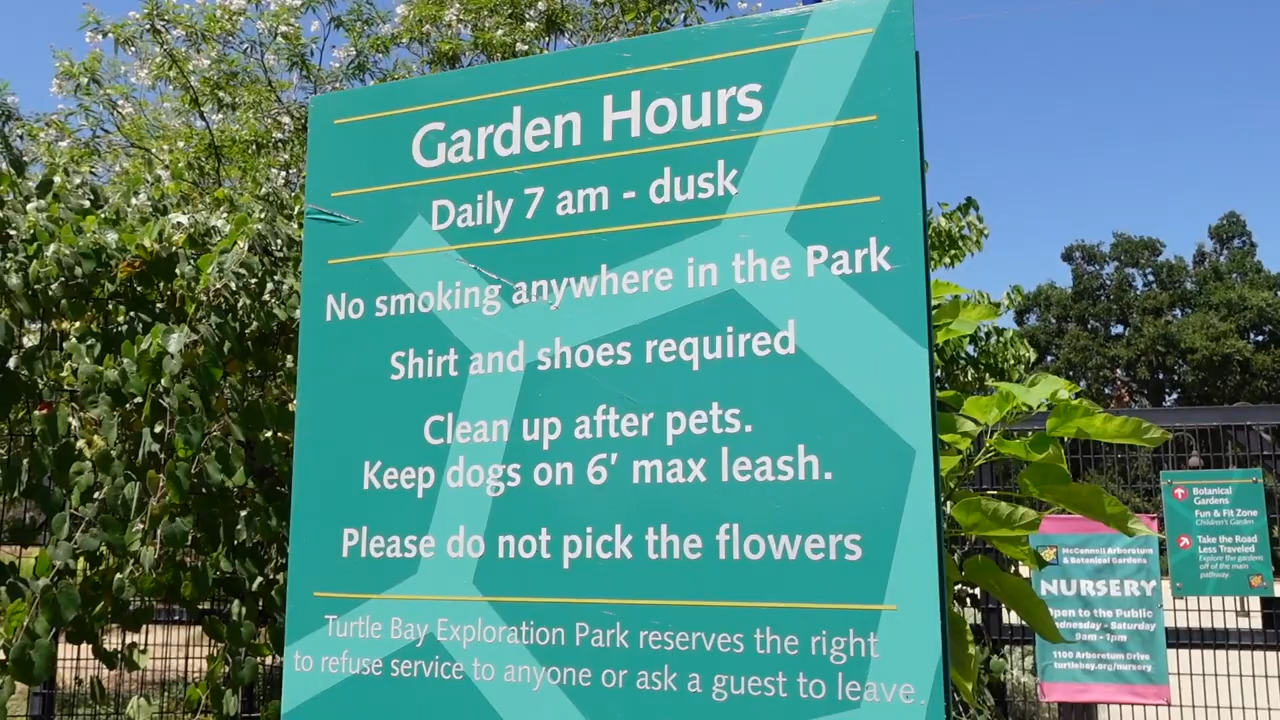 Garden Hours
Daily 7 am - dusk
No smoking anywhere in the Park
Shirt and shoes required
Clean up after pets.
Keep dogs on 6' max leash.
Please do not pick the flowers
Turtle Bay Exploration Park reserves the right
to refuse service to anyone or ask a guest to leave.
Botanical
Gardens
Fun & Fit Zone
Children's Garden
Take the Road
Less Traveled
Explore the gardens
off of the main
pathway.
McConnell Arboretum
& Botanical Gardens
NURSERY
Open to the Public
Wednesday - Saturday
9am - 1pm
1100 Arboretum Drive
turtlebay.org/nursery